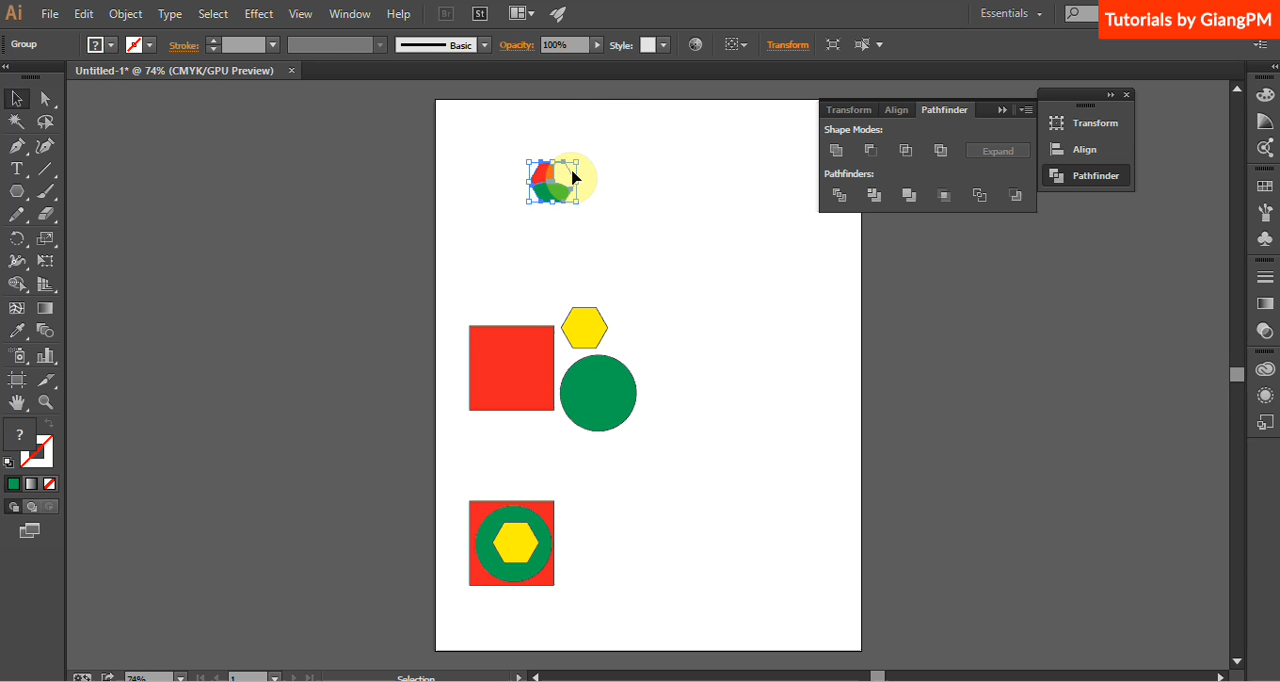 Ai File Edit Object Type Select Effect View Window Help Br St Essentials
Tutorials by GiangPM
Group ? Stroke: Basic Opacity: 100% Style: Transform
Untitled-1* @ 74% (CMYK/GPU Preview) ×
Transform Align Pathfinder
Shape Modes:
Expand
Pathfinders:
Transform
Align
Pathfinder
T
?
74% 1 Selection